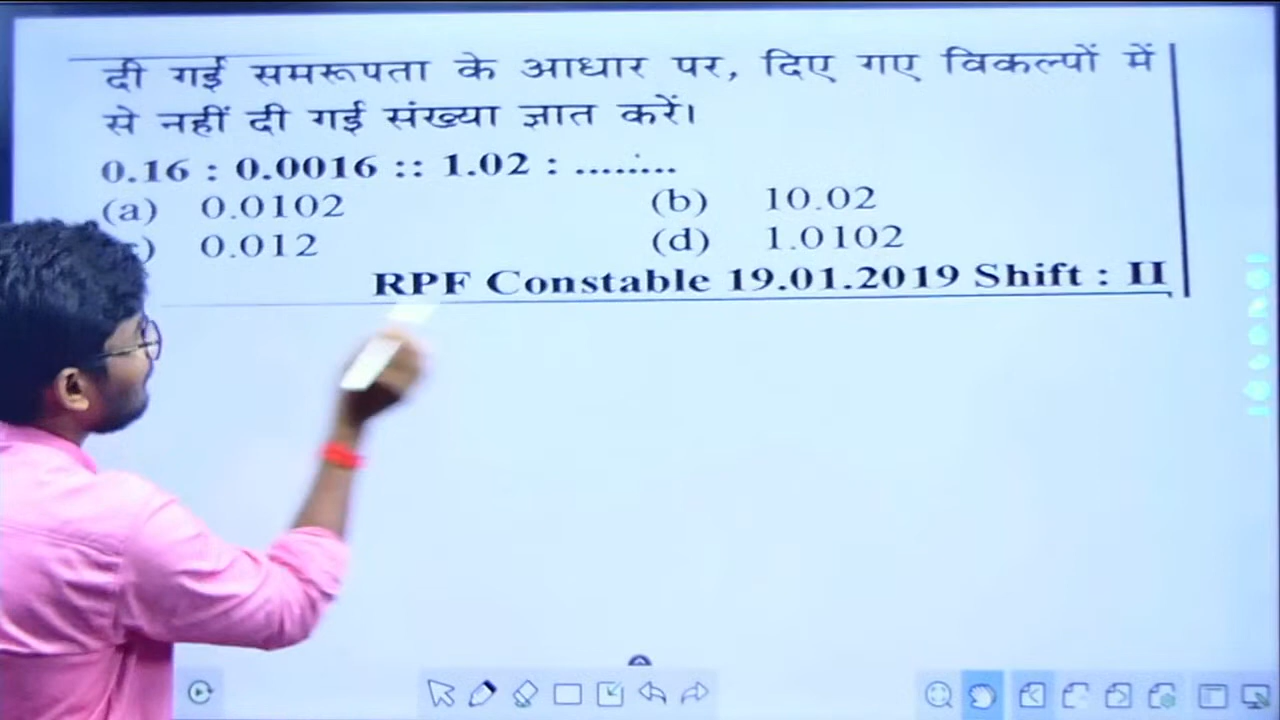 दी गई समरूपता के आधार पर, दिए गए विकल्पों में
से नहीं दी गई संख्या ज्ञात करें।
0.16 : 0.0016 :: 1.02 : ........
(a) 0.0102 (b) 10.02
) 0.012 (d) 1.0102
RPF Constable 19.01.2019 Shift : II